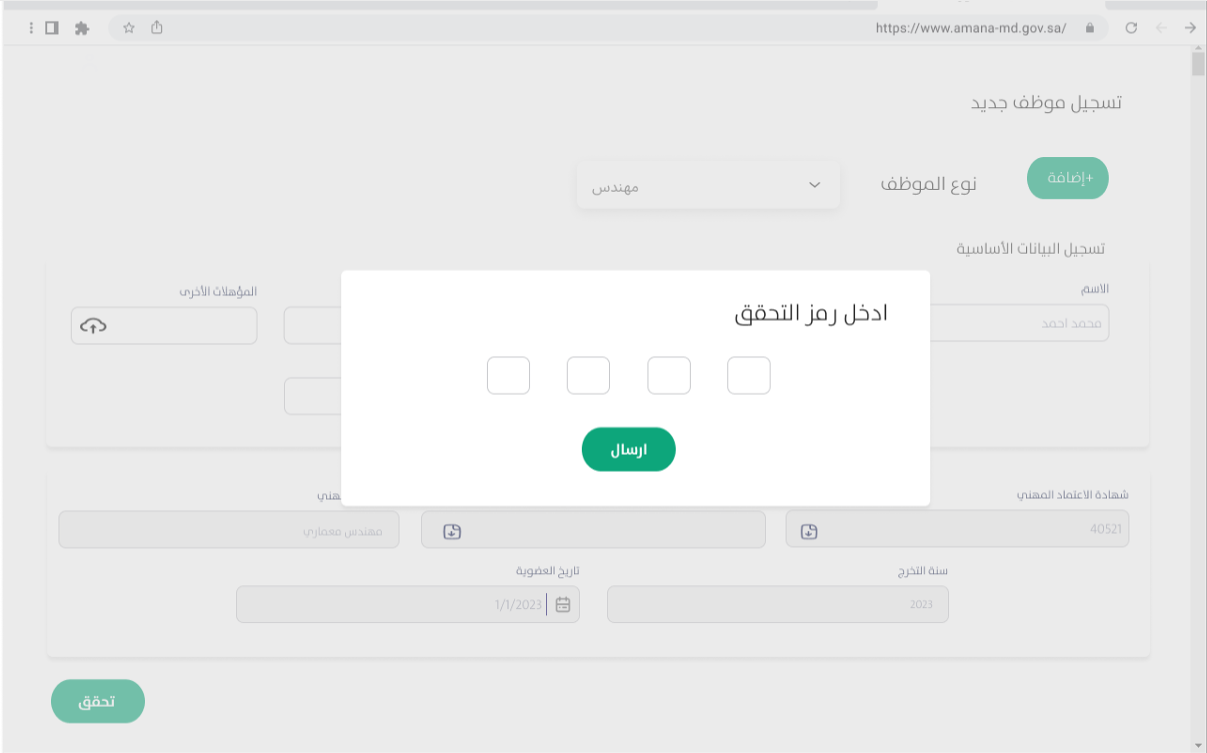 https://www.amana-md.gov.sa/
تسجيل موظف جديد
+إضافة
نوع الموظف
مهندس
تسجيل البيانات الأساسية
الاسم
المؤهلات الأخرى
محمد احمد
ادخل رمز التحقق
ارسال
شهادة الاعتماد المهني
هني
40521
مهندس معماري
سنة التخرج
تاريخ العضوية
2023
1/1/2023
تحقق